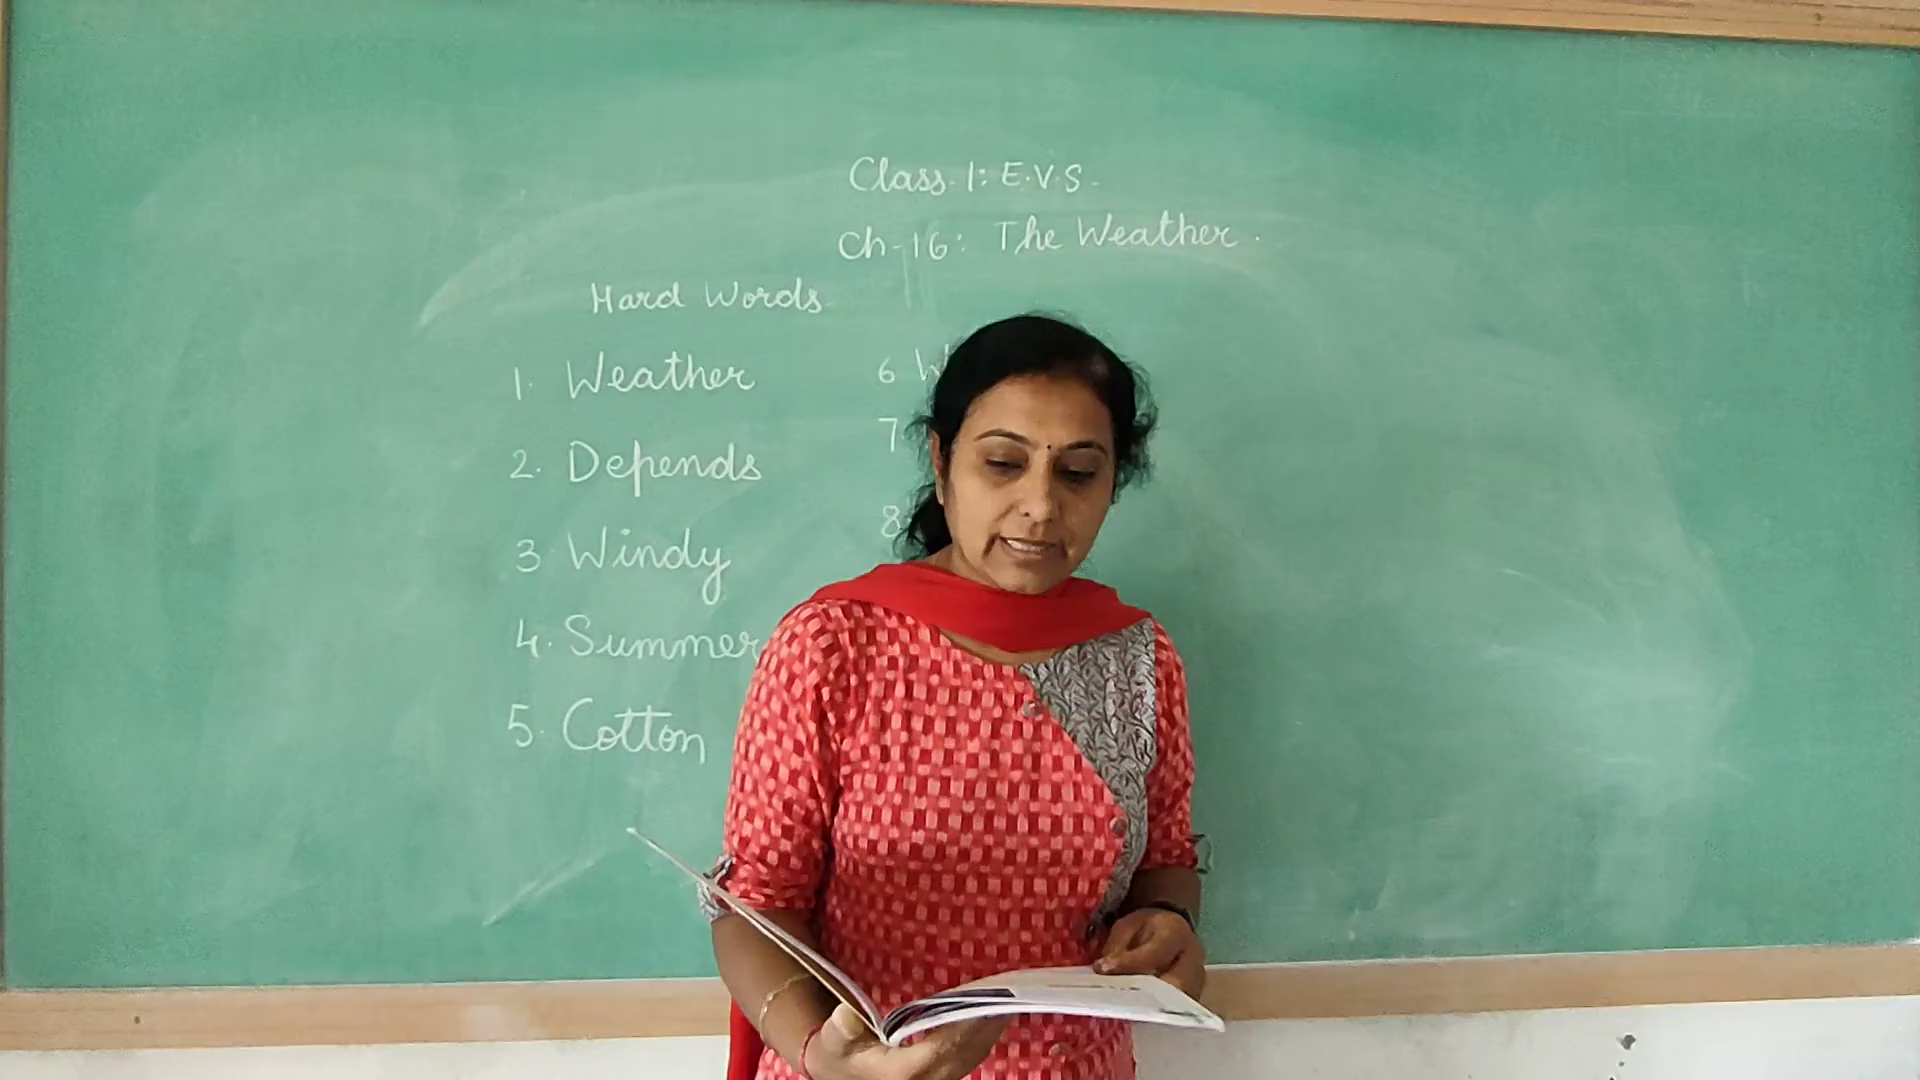 Class-1: E.V.S.
Ch-16: The Weather.
Hard Words
1. Weather
2. Depends
3 Windy
4. Summer
5. Cotton
6
7
8